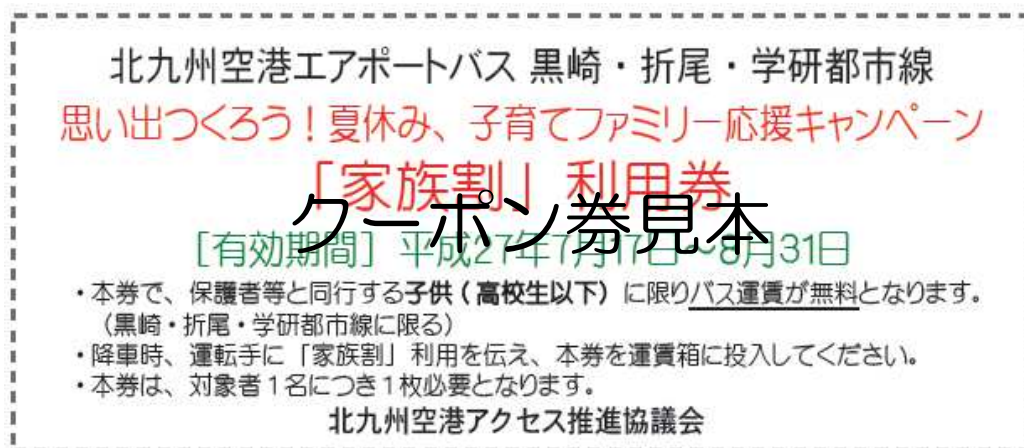 北九州空港エアポートバス 黒崎・折尾・学研都市線
思い出つくろう！夏休み、子育てファミリー応援キャンペーン
「家族割」利用券
クーポン券見本
［有効期間］平成27年7月17日～8月31日
・本券で、保護者等と同行する子供（高校生以下）に限りバス運賃が無料となります。
（黒崎・折尾・学研都市線に限る）
・降車時、運転手に「家族割」利用を伝え、本券を運賃箱に投入してください。
・本券は、対象者1名につき1枚必要となります。
北九州空港アクセス推進協議会